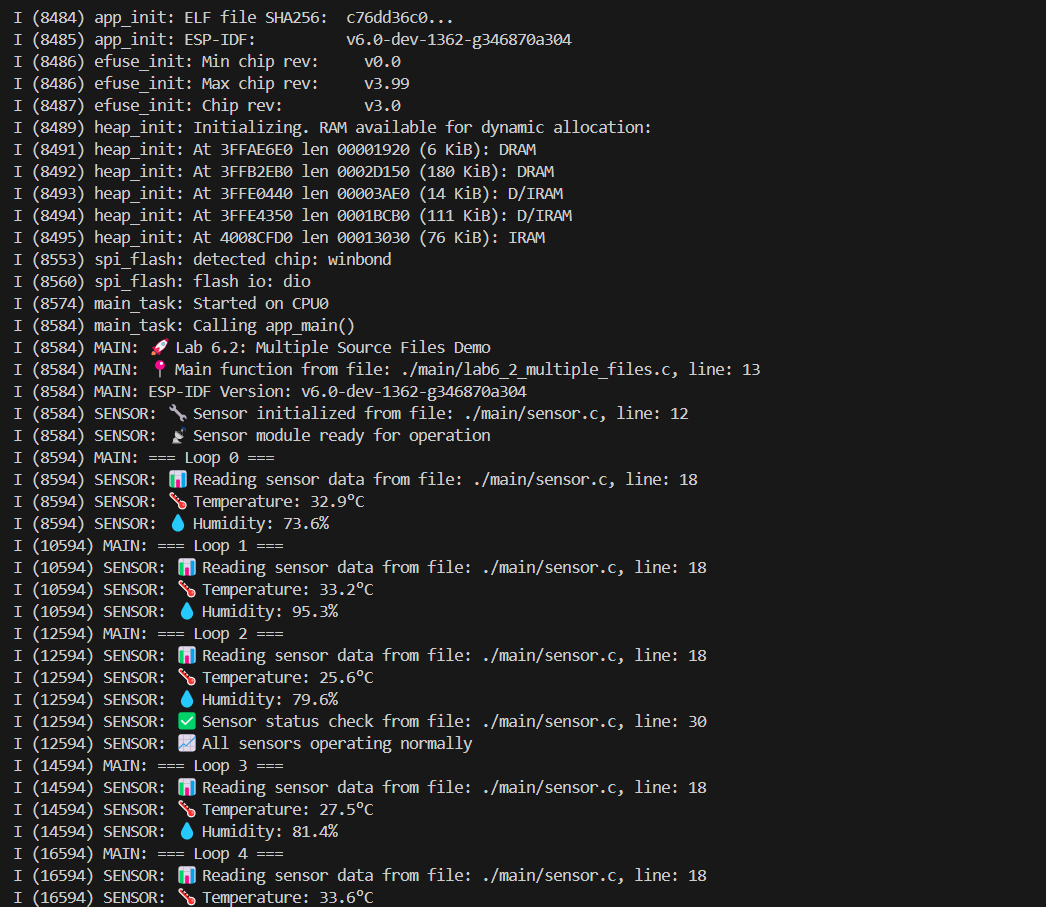 I (8484) app_init: ELF file SHA256:  c76dd36c0...
I (8485) app_init: ESP-IDF:          v6.0-dev-1362-g346870a304
I (8486) efuse_init: Min chip rev:     v0.0
I (8486) efuse_init: Max chip rev:     v3.99
I (8487) efuse_init: Chip rev:         v3.0
I (8489) heap_init: Initializing. RAM available for dynamic allocation:
I (8491) heap_init: At 3FFAE6E0 len 00001920 (6 KiB): DRAM
I (8492) heap_init: At 3FFB2EB0 len 0002D150 (180 KiB): DRAM
I (8493) heap_init: At 3FFE0440 len 00003AE0 (14 KiB): D/IRAM
I (8494) heap_init: At 3FFE4350 len 0001BCB0 (111 KiB): D/IRAM
I (8495) heap_init: At 4008CFD0 len 00013030 (76 KiB): IRAM
I (8553) spi_flash: detected chip: winbond
I (8560) spi_flash: flash io: dio
I (8574) main_task: Started on CPU0
I (8584) main_task: Calling app_main()
I (8584) MAIN: 🚀 Lab 6.2: Multiple Source Files Demo
I (8584) MAIN: 📍 Main function from file: ./main/lab6_2_multiple_files.c, line: 13
I (8584) MAIN: ESP-IDF Version: v6.0-dev-1362-g346870a304
I (8584) SENSOR: 🔧 Sensor initialized from file: ./main/sensor.c, line: 12
I (8584) SENSOR: 📡 Sensor module ready for operation
I (8594) MAIN: === Loop 0 ===
I (8594) SENSOR: 📊 Reading sensor data from file: ./main/sensor.c, line: 18
I (8594) SENSOR: 🌡️ Temperature: 32.9°C
I (8594) SENSOR: 💧 Humidity: 73.6%
I (10594) MAIN: === Loop 1 ===
I (10594) SENSOR: 📊 Reading sensor data from file: ./main/sensor.c, line: 18
I (10594) SENSOR: 🌡️ Temperature: 33.2°C
I (10594) SENSOR: 💧 Humidity: 95.3%
I (12594) MAIN: === Loop 2 ===
I (12594) SENSOR: 📊 Reading sensor data from file: ./main/sensor.c, line: 18
I (12594) SENSOR: 🌡️ Temperature: 25.6°C
I (12594) SENSOR: 💧 Humidity: 79.6%
I (12594) SENSOR: ✅ Sensor status check from file: ./main/sensor.c, line: 30
I (12594) SENSOR: 📈 All sensors operating normally
I (14594) MAIN: === Loop 3 ===
I (14594) SENSOR: 📊 Reading sensor data from file: ./main/sensor.c, line: 18
I (14594) SENSOR: 🌡️ Temperature: 27.5°C
I (14594) SENSOR: 💧 Humidity: 81.4%
I (16594) MAIN: === Loop 4 ===
I (16594) SENSOR: 📊 Reading sensor data from file: ./main/sensor.c, line: 18
I (16594) SENSOR: 🌡️ Temperature: 33.6°C